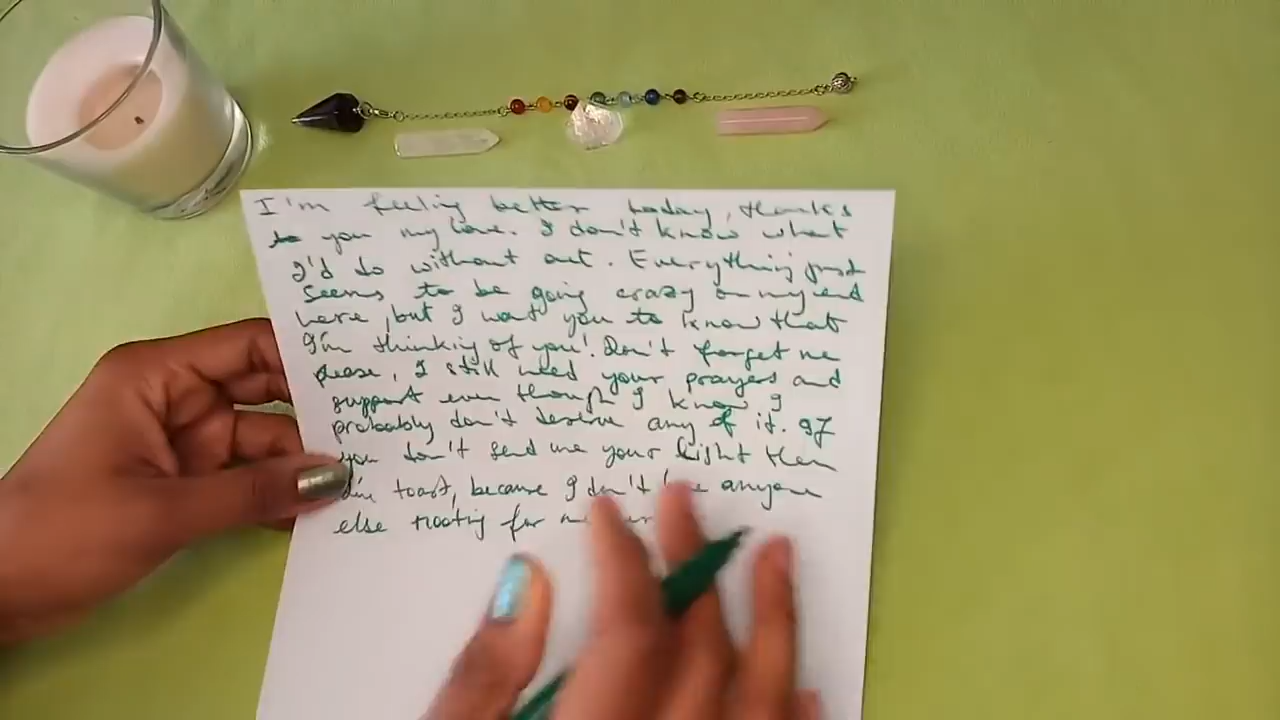 I'm feeling better today, thanks
to you my love. I don't know what
I'd do without out. Everything just
seems to be going crazy on my end
here, but I want you to know that
I'm thinking of you! Don't forget me
please, I still need your prayers and
support even though I know I
probably don't deserve any of it. If
you don't send me your light then
I'm toast, because I don't anyone
else rooting for